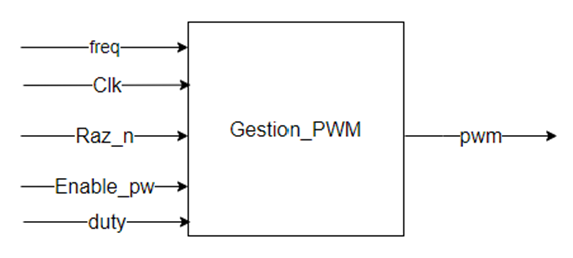 freq
Clk
Raz_n
Enable_pw
duty
Gestion_PWM
pwm